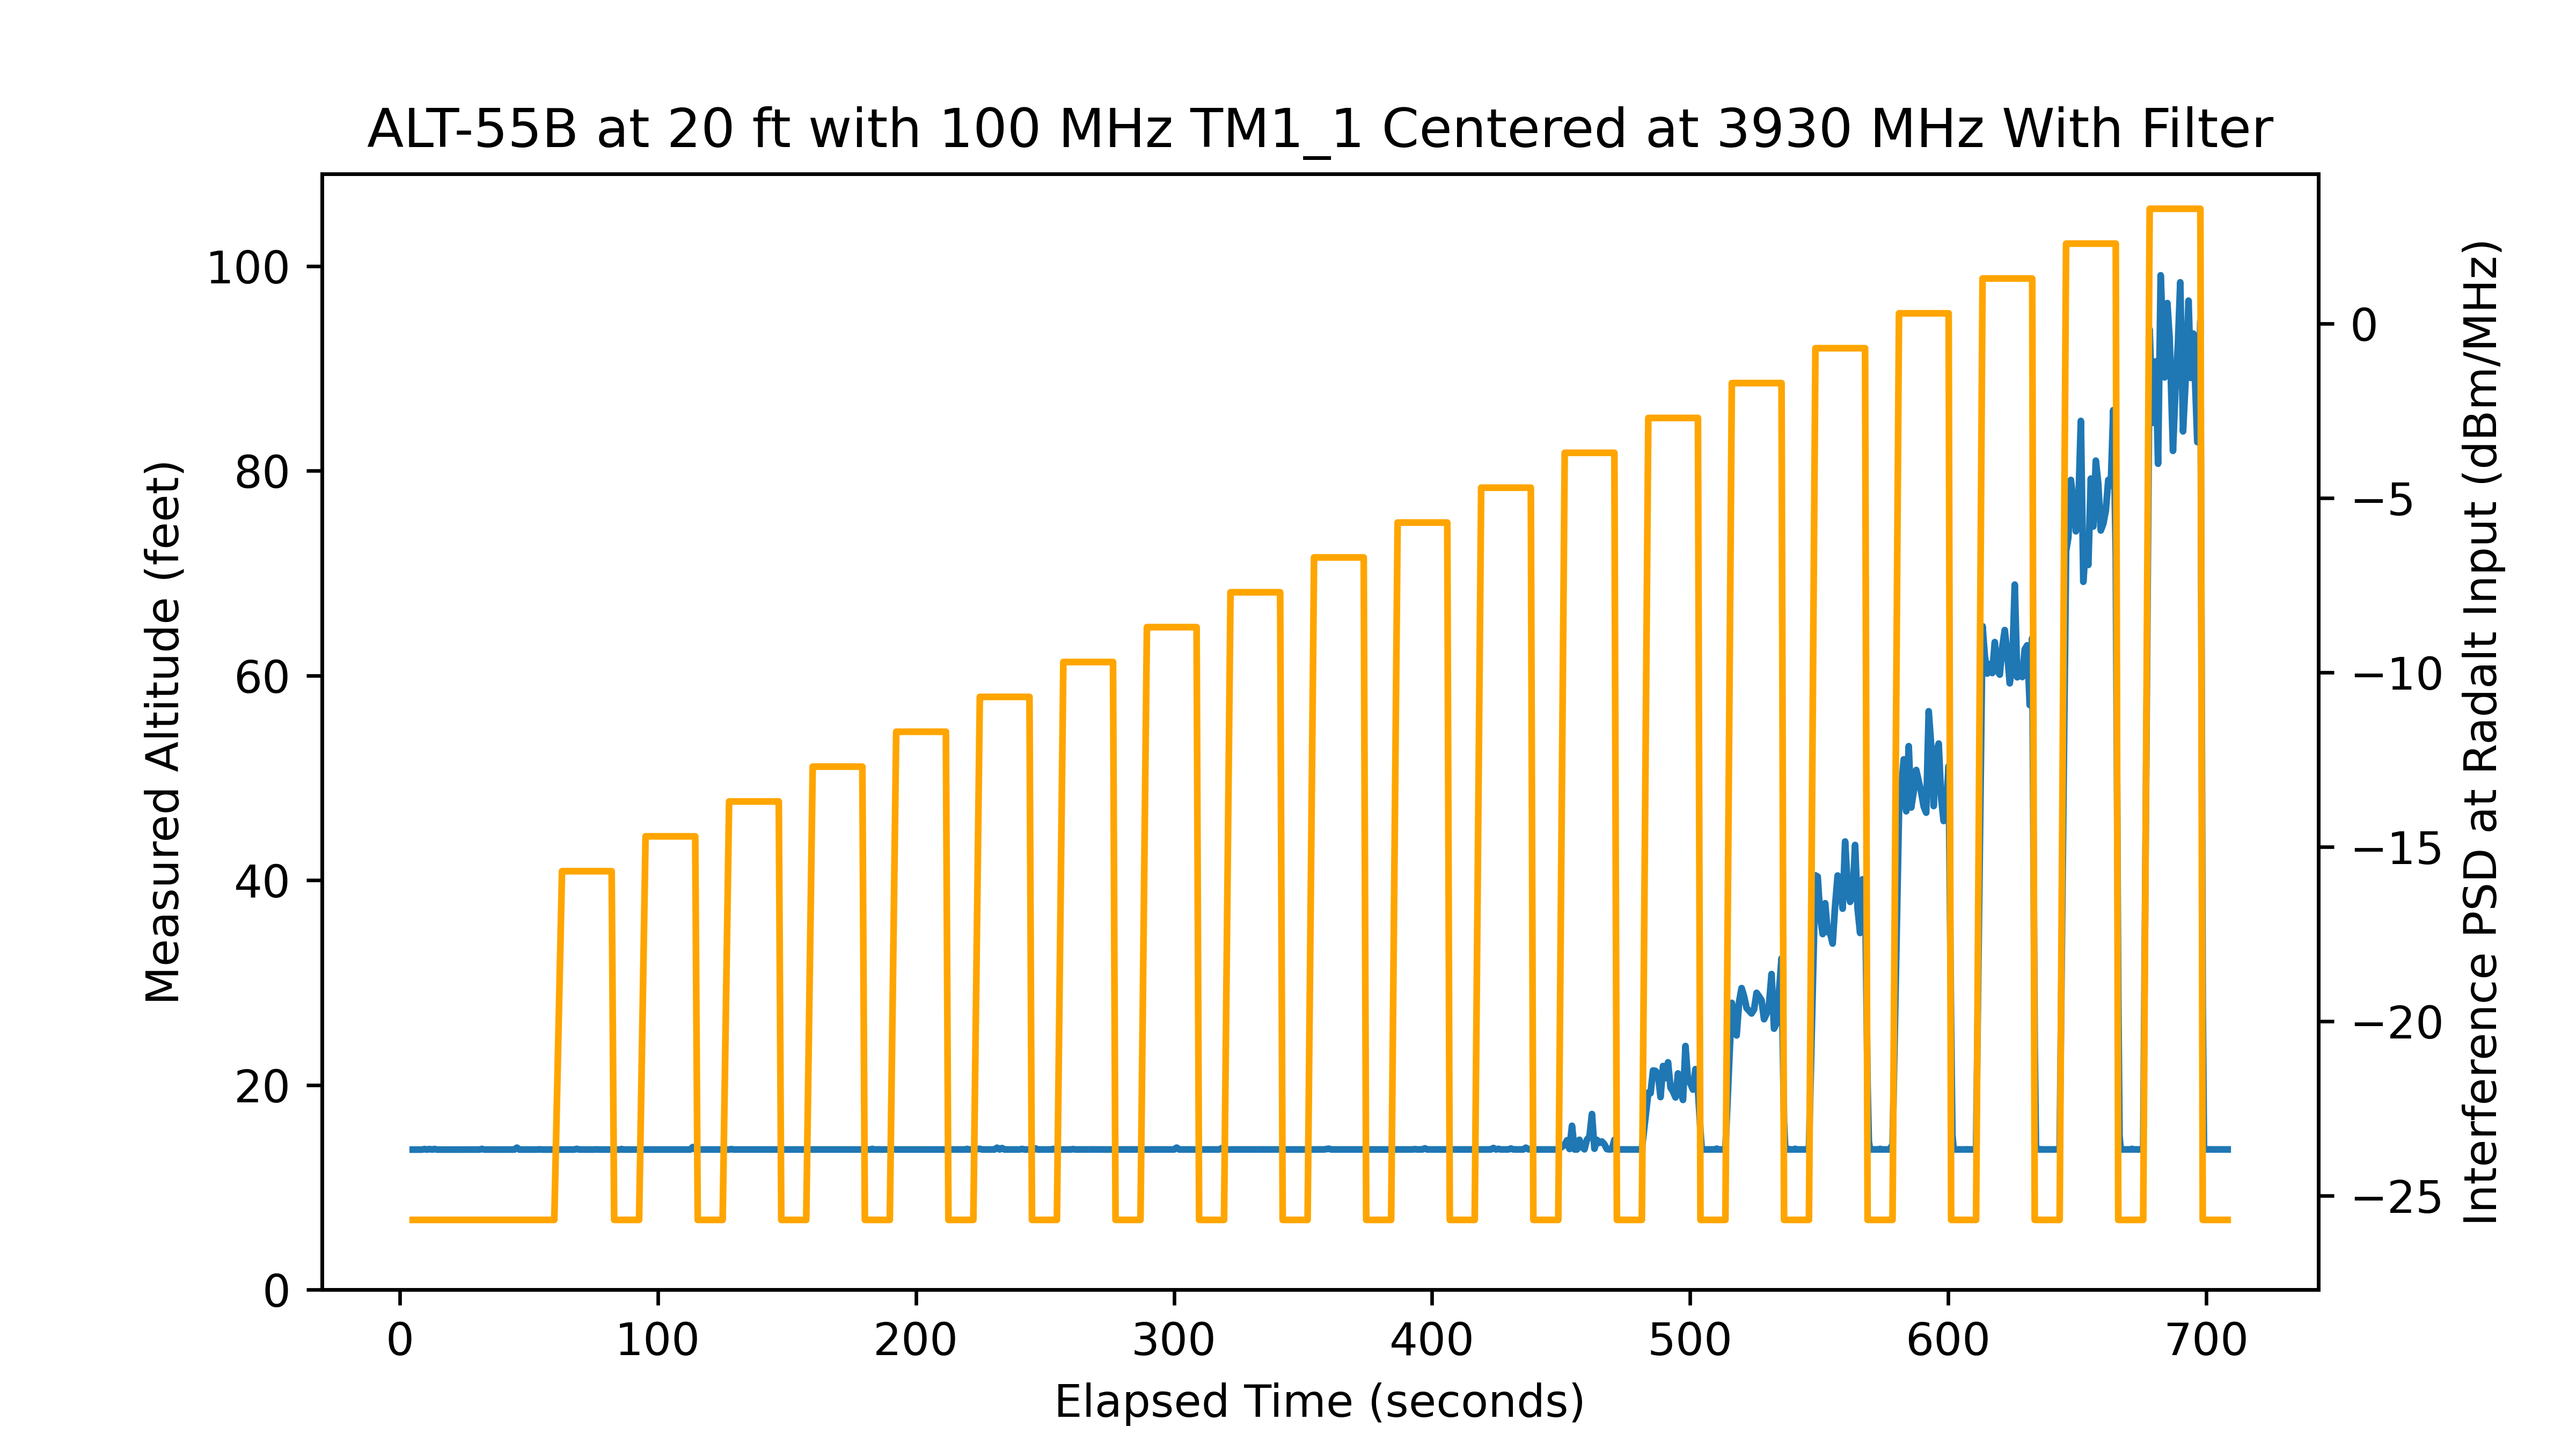 ALT-55B at 20 ft with 100 MHz TM1_1 Centered at 3930 MHz With Filter
Measured Altitude (feet)
100
80
60
40
20
0
0
−5
−10
−15
−20
−25
Interference PSD at Radalt Input (dBm/MHz)
0 100 200 300 400 500 600 700
Elapsed Time (seconds)